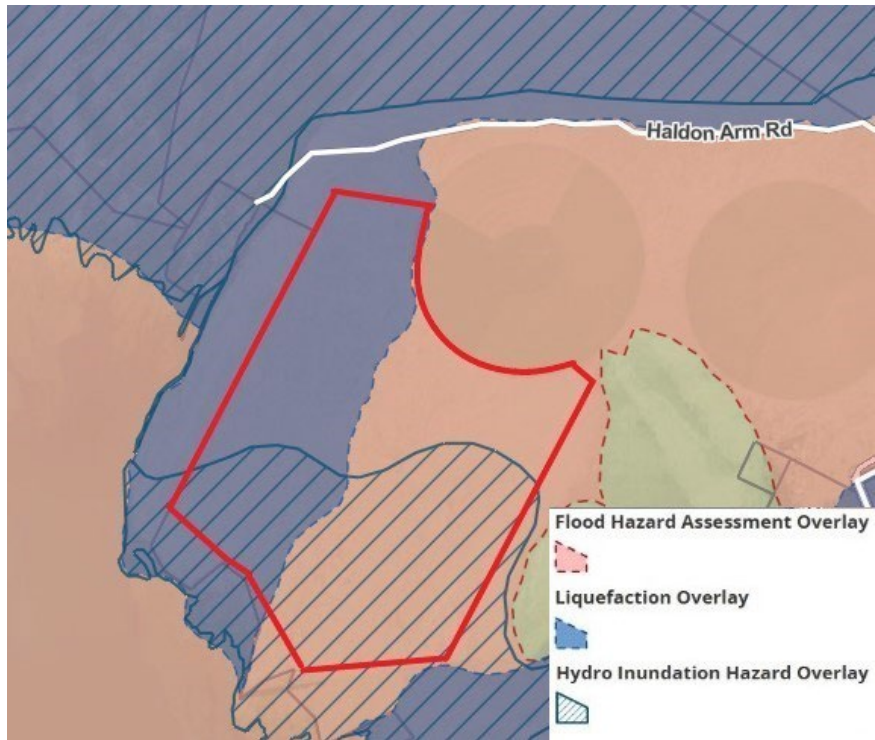 Haldon Arm Rd
Flood Hazard Assessment Overlay
Liquefaction Overlay
Hydro Inundation Hazard Overlay